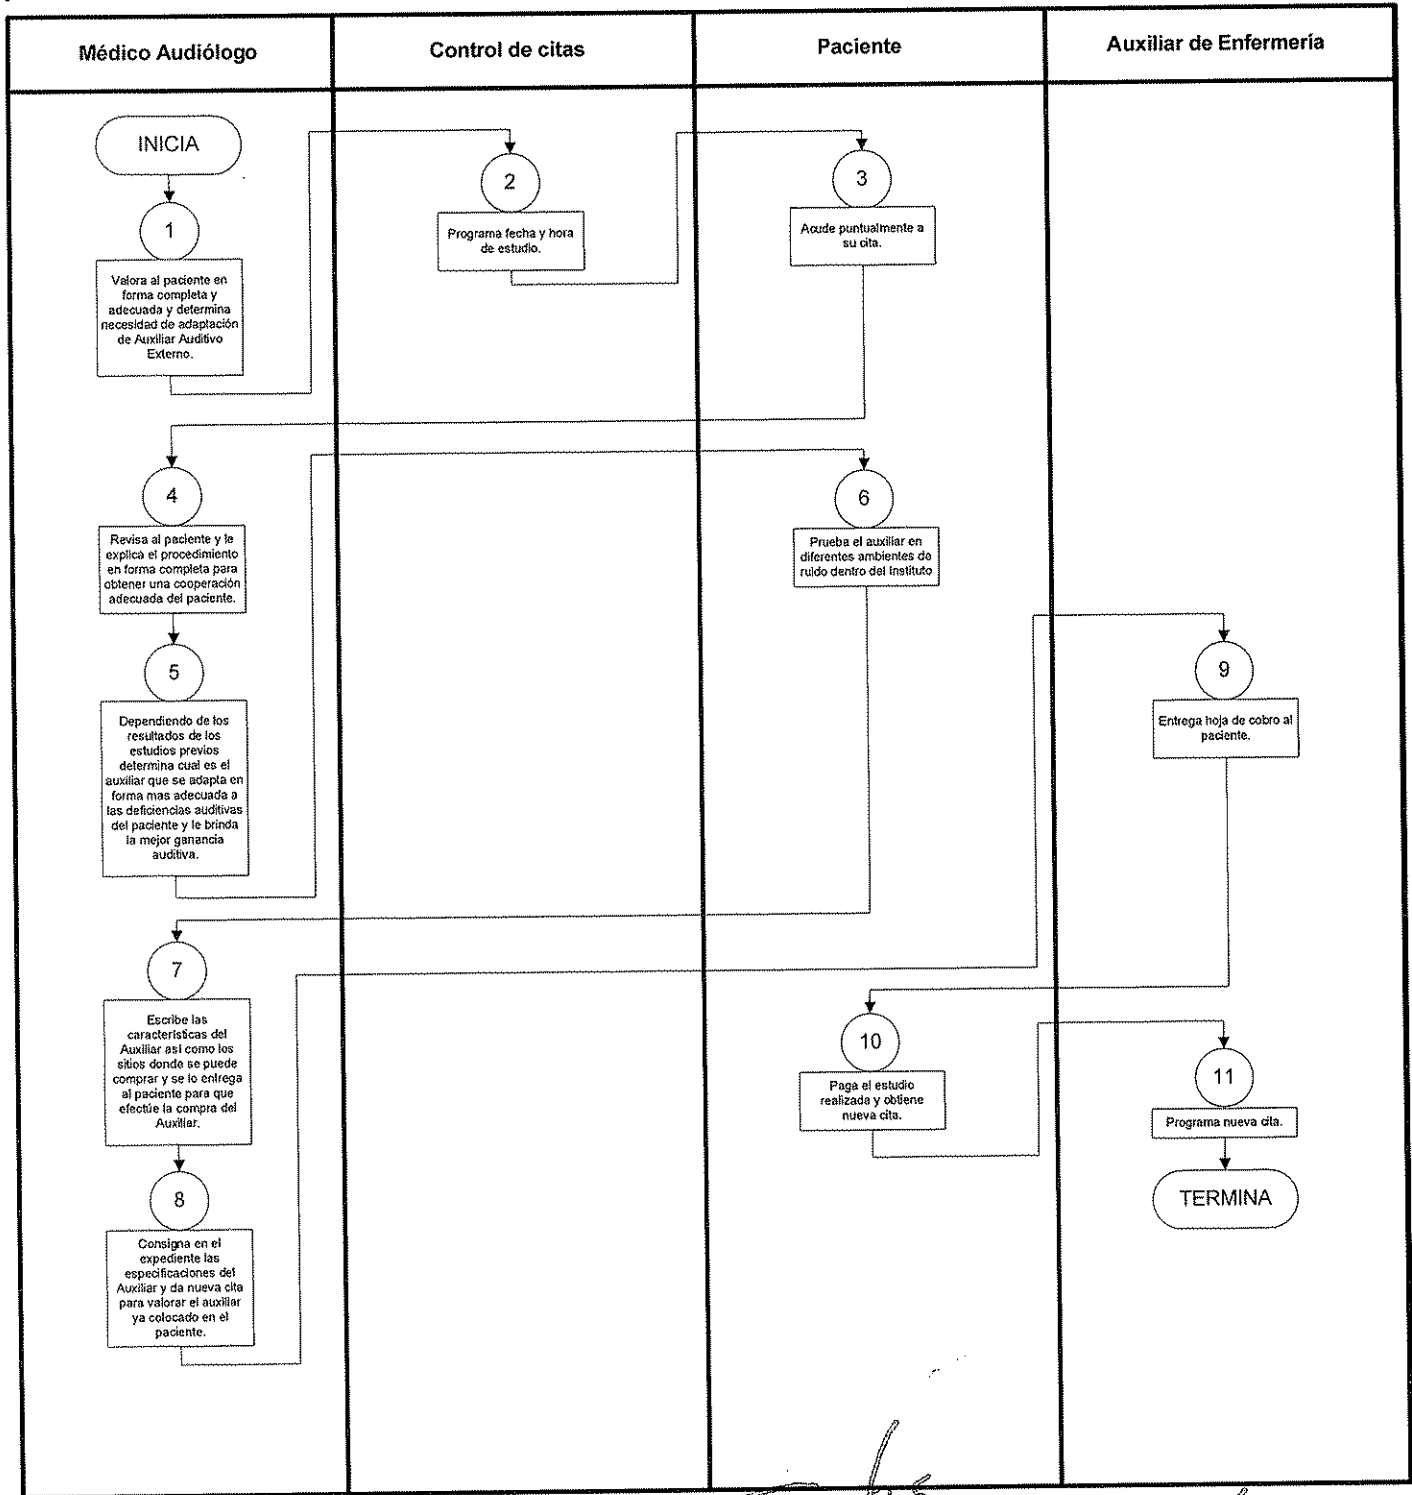 Médico Audiólogo
Control de citas
Paciente
Auxiliar de Enfermería
INICIA
1
Valora al paciente en
forma completa y
adecuada y determina
necesidad de adaptación
de Auxiliar Auditivo
Externo.
2
Programa fecha y hora
de estudio.
3
Acude puntualmente a
su cita.
4
Revisa al paciente y le
explica el procedimiento
en forma completa para
obtener una cooperación
adecuada del paciente.
5
Dependiendo de los
resultados de los
estudios previos
determina cual es el
auxiliar que se adapta en
forma mas adecuada a
las deficiencias auditivas
del paciente y le brinda
la mejor ganancia
auditiva.
6
Prueba el auxiliar en
diferentes ambientes de
ruido dentro del Instituto
7
Escribe las
características del
Auxiliar así como los
sitios donde se puede
comprar y se lo entrega
al paciente para que
efectúe la compra del
Auxiliar.
8
Consigna en el
expediente las
especificaciones del
Auxiliar y da nueva cita
para valorar el auxiliar
ya colocado en el
paciente.
9
Entrega hoja de cobro al
paciente.
10
Paga el estudio
realizada y obtiene
nueva cita.
11
Programa nueva cita.
TERMINA